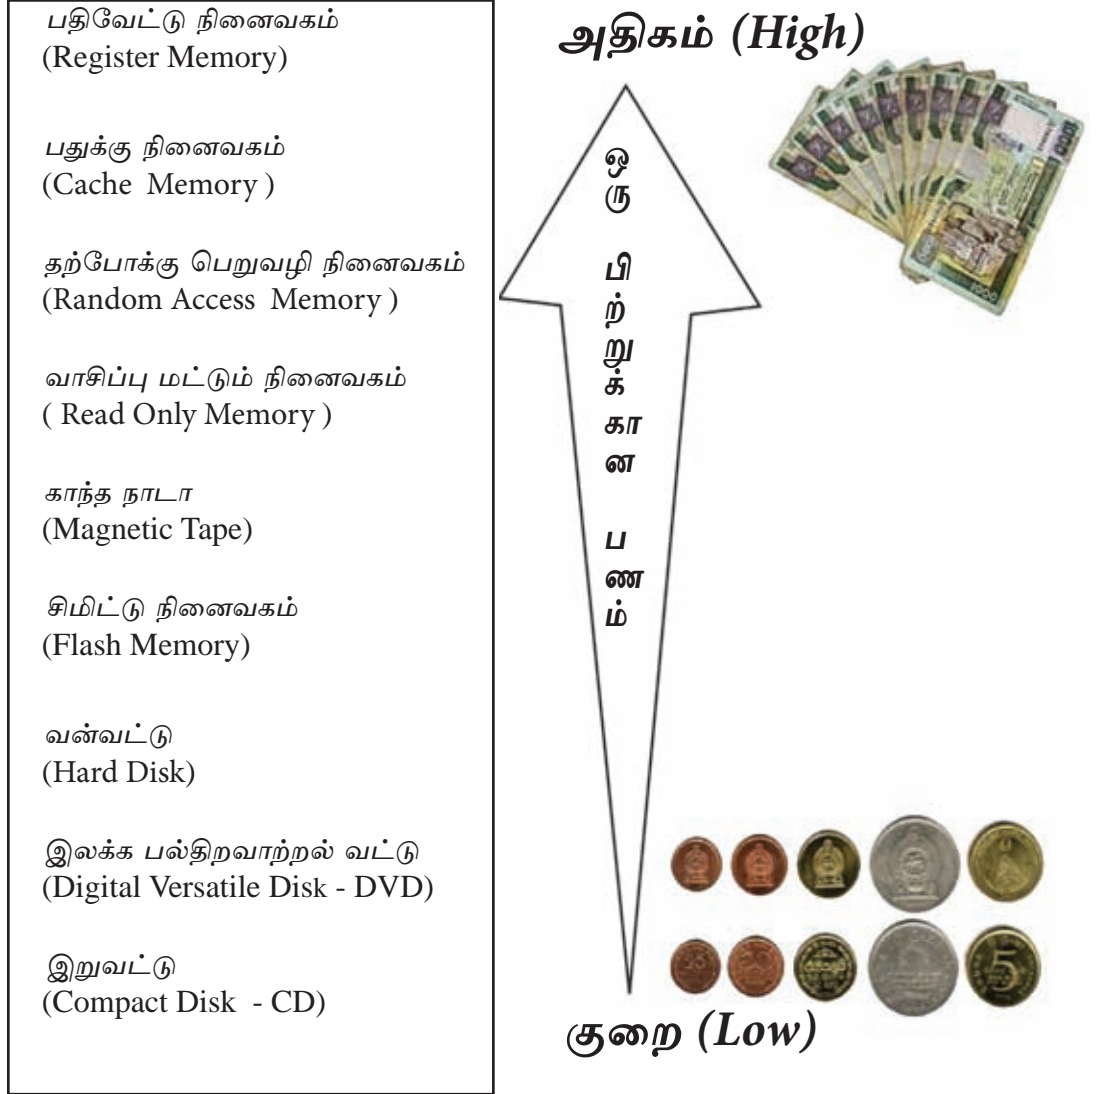 பதிவேட்டு நினைவகம்
(Register Memory)
பதுக்கு நினைவகம்
(Cache Memory )
தற்போக்கு பெறுவழி நினைவகம்
(Random Access Memory )
வாசிப்பு மட்டும் நினைவகம்
( Read Only Memory )
காந்த நாடா
(Magnetic Tape)
சிமிட்டு நினைவகம்
(Flash Memory)
வன்வட்டு
(Hard Disk)
இலக்க பல்திறவாற்றல் வட்டு
(Digital Versatile Disk - DVD)
இறுவட்டு
(Compact Disk - CD)
அதிகம் (High)
ஒரு பிற்றுக்கான பணம்
1000
5
குறை (Low)